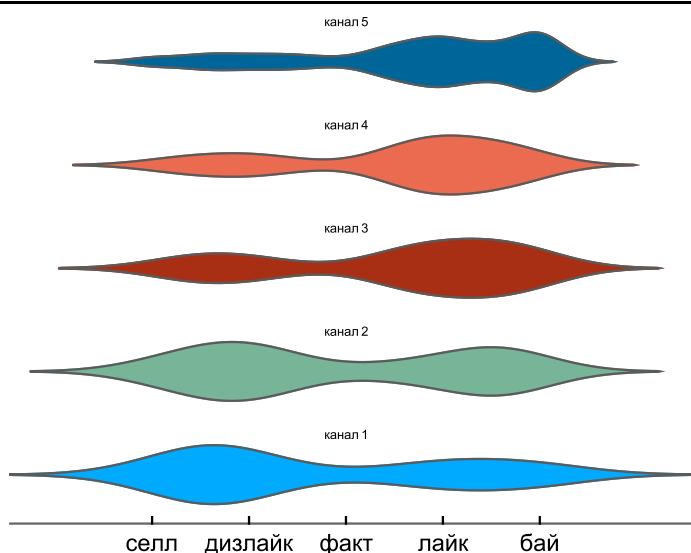 канал 5
канал 4
канал 3
канал 2
канал 1
селл дизлайк факт лайк бай